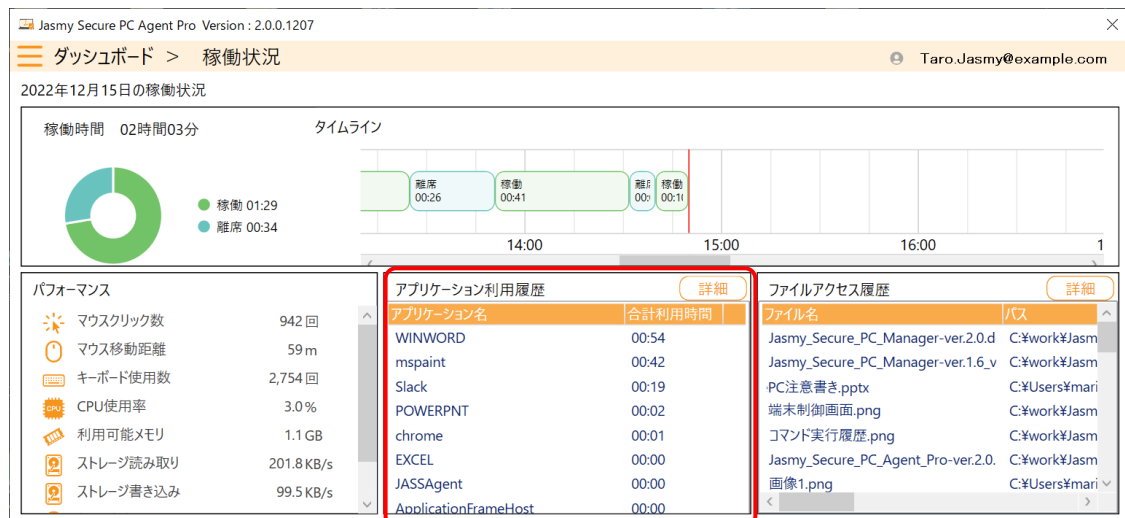 Jasmy Secure PC Agent Pro Version : 2.0.0.1207
ダッシュボード > 稼働状況
Taro.Jasmy@example.com
2022年12月15日の稼働状況
稼働時間 02時間03分
タイムライン
稼働 01:29
離席 00:34
離席
00:26
稼働
00:41
離席
00:
稼働
00:10
14:00 15:00 16:00 1
パフォーマンス
マウスクリック数 942 回
マウス移動距離 59 m
キーボード使用数 2,754 回
CPU使用率 3.0 %
利用可能メモリ 1.1 GB
ストレージ読み取り 201.8 KB/s
ストレージ書き込み 99.5 KB/s
アプリケーション利用履歴 詳細
アプリケーション名 合計利用時間
WINWORD 00:54
mspaint 00:42
Slack 00:19
POWERPNT 00:02
chrome 00:01
EXCEL 00:00
JASSAgent 00:00
ApplicationFrameHost 00:00
ファイルアクセス履歴 詳細
ファイル名 パス
Jasmy_Secure_PC_Manager-ver.2.0.d C:¥work¥Jasm
Jasmy_Secure_PC_Manager-ver.1.6_v C:¥work¥Jasm
PC注意書き.pptx C:¥Users¥mari
端末制御画面.png C:¥work¥Jasm
コマンド実行履歴.png C:¥work¥Jasm
Jasmy_Secure_PC_Agent_Pro-ver.2.0. C:¥work¥Jasm
画像1.png C:¥Users¥mari